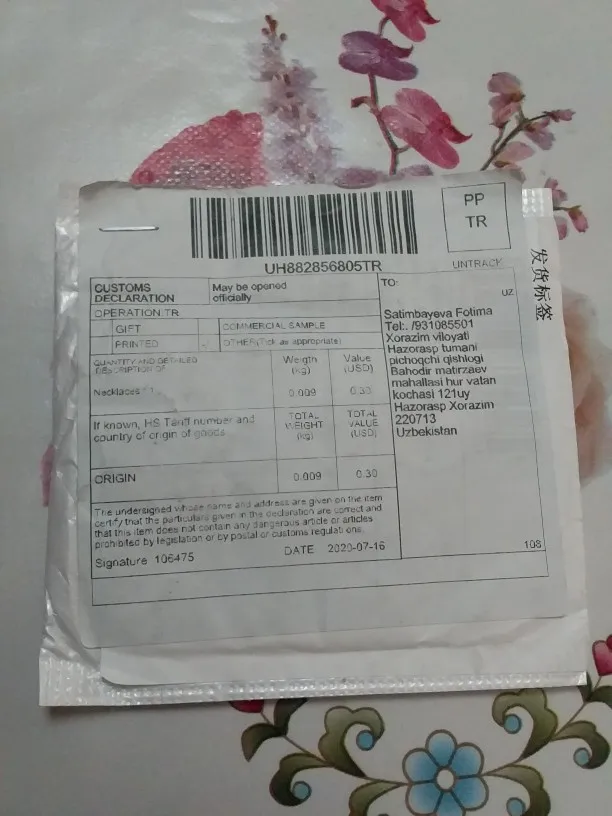 PP
TR
UH882856805TR
UNTRACK
发货标签
CUSTOMS
DECLARATION
May be opened
officially
OPERATION:TR
GIFT
COMMERCIAL SAMPLE
PRINTED
OTHER(Tick as appropriate)
QUANTITY AND DETAILED
DESCRIPTION OF
Weigth
(kg)
Value
(USD)
Necklaces*1
0.009
0.30
If known, HS Tariff number and
country of origin of goods
TOTAL
WEIGHT
(kg)
TOTAL
VALUE
(USD)
ORIGIN
0.009
0.30
The undersigned whose name and address are given on the item
certify that the particulars given in the declaration are correct and
that this item does not contain any dangerous article or articles
prohibited by legislation or by postal or customs regulations.
Signature 106475
DATE 2020-07-16
TO:
UZ
Satimbayeva Fotima
Tel:. /931085501
Xorazim viloyati
Hazorasp tumani
pichoqchi qishlogi
Bahodir matirzaev
mahallasi hur vatan
kochasi 121uy
Hazorasp Xorazim
220713
Uzbekistan
108